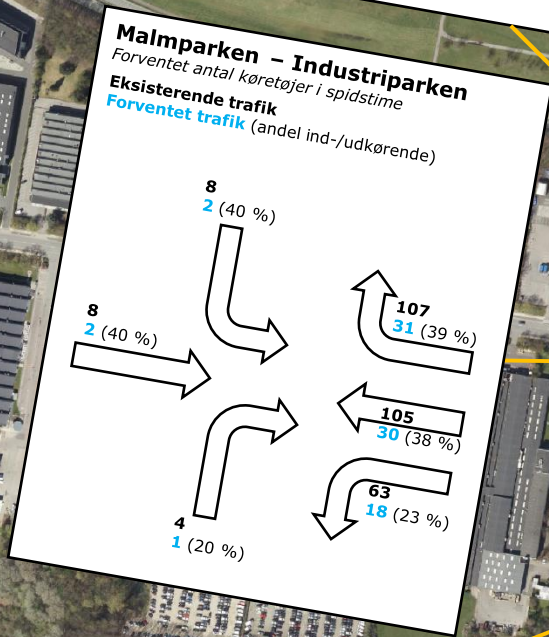 Malmparken – Industriparken
Forventet antal køretøjer i spidstime
Eksisterende trafik
Forventet trafik (andel ind-/udkørende)
8
2 (40 %)
8
2 (40 %)
107
31 (39 %)
105
30 (38 %)
63
18 (23 %)
4
1 (20 %)